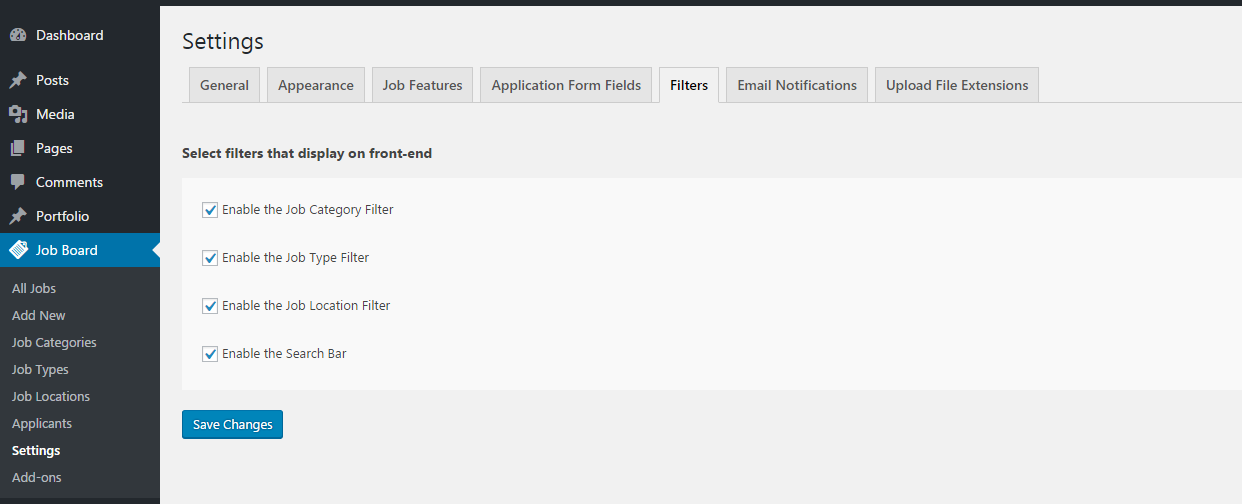 Dashboard
Posts
Media
Pages
Comments
Portfolio
Job Board
All Jobs
Add New
Job Categories
Job Types
Job Locations
Applicants
Settings
Add-ons
Settings
General Appearance Job Features Application Form Fields Filters Email Notifications Upload File Extensions
Select filters that display on front-end
Enable the Job Category Filter
Enable the Job Type Filter
Enable the Job Location Filter
Enable the Search Bar
Save Changes